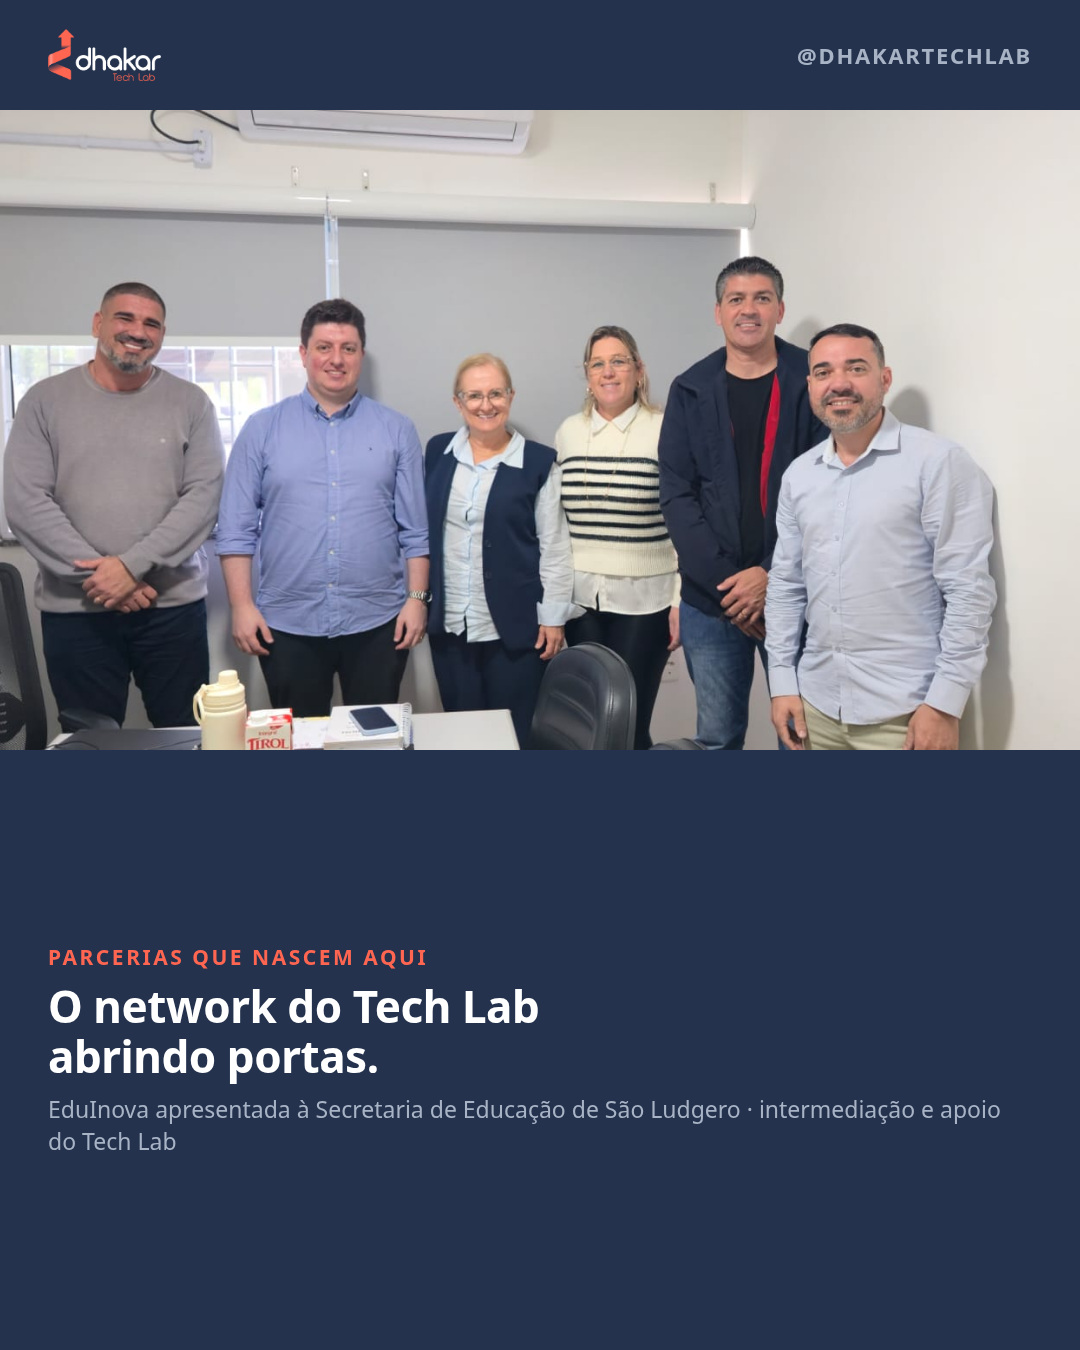 dhakar
Tech Lab
@DHAKARTECHLAB
TIROL
PARCERIAS QUE NASCEM AQUI
O network do Tech Lab
abrindo portas.
EduInova apresentada à Secretaria de Educação de São Ludgero · intermediação e apoio
do Tech Lab